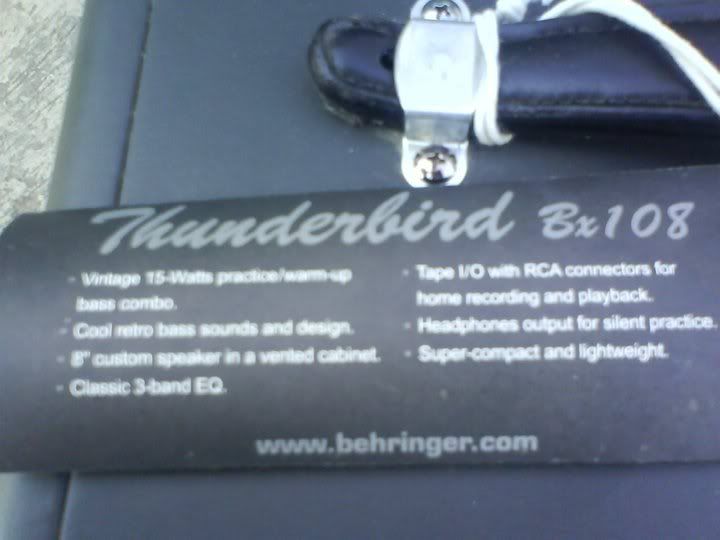 Thunderbird Bx108
- Vintage 15-Watts practice/warm-up
bass combo.
- Cool retro bass sounds and design.
- 8" custom speaker in a vented cabinet.
- Classic 3-band EQ.
- Tape I/O with RCA connectors for
home recording and playback.
- Headphones output for silent practice.
- Super-compact and lightweight.
www.behringer.com